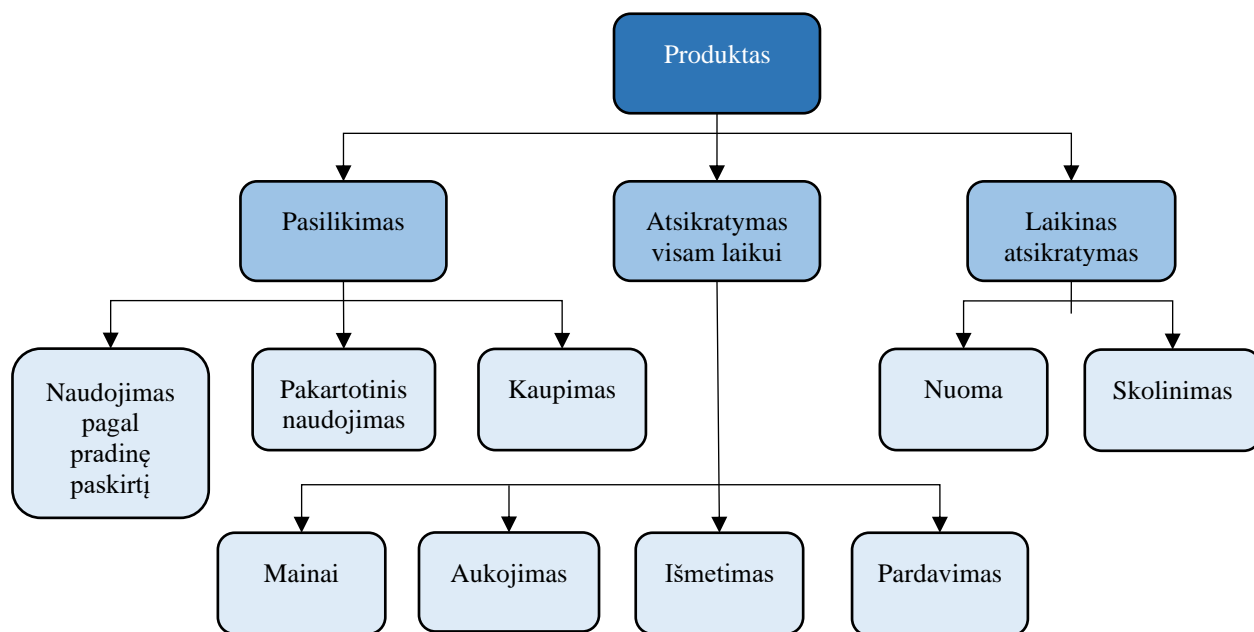 Produktas
Pasilikimas
Atsikratymas
visam laikui
Laikinas
atsikratymas
Naudojimas
pagal
pradinę
paskirtį
Pakartotinis
naudojimas
Kaupimas
Nuoma
Skolinimas
Mainai
Aukojimas
Išmetimas
Pardavimas